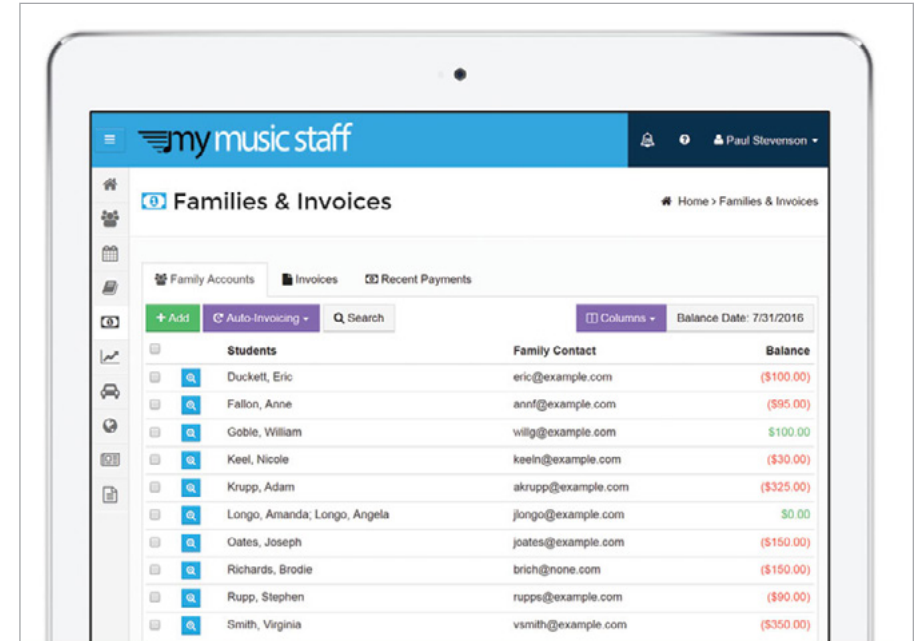 my music staff
Paul Stevenson
Families & Invoices
Home > Families & Invoices
Family Accounts Invoices Recent Payments
+ Add Auto-Invoicing Search Columns Balance Date: 7/31/2016
Students Family Contact Balance
Duckett, Eric eric@example.com ($100.00)
Fallon, Anne annf@example.com ($95.00)
Goble, William willg@example.com $100.00
Keel, Nicole keeln@example.com ($30.00)
Krupp, Adam akrupp@example.com ($325.00)
Longo, Amanda; Longo, Angela jlongo@example.com $0.00
Oates, Joseph joates@example.com ($150.00)
Richards, Brodie brich@none.com ($150.00)
Rupp, Stephen rupps@example.com ($90.00)
Smith, Virginia vsmith@example.com ($350.00)